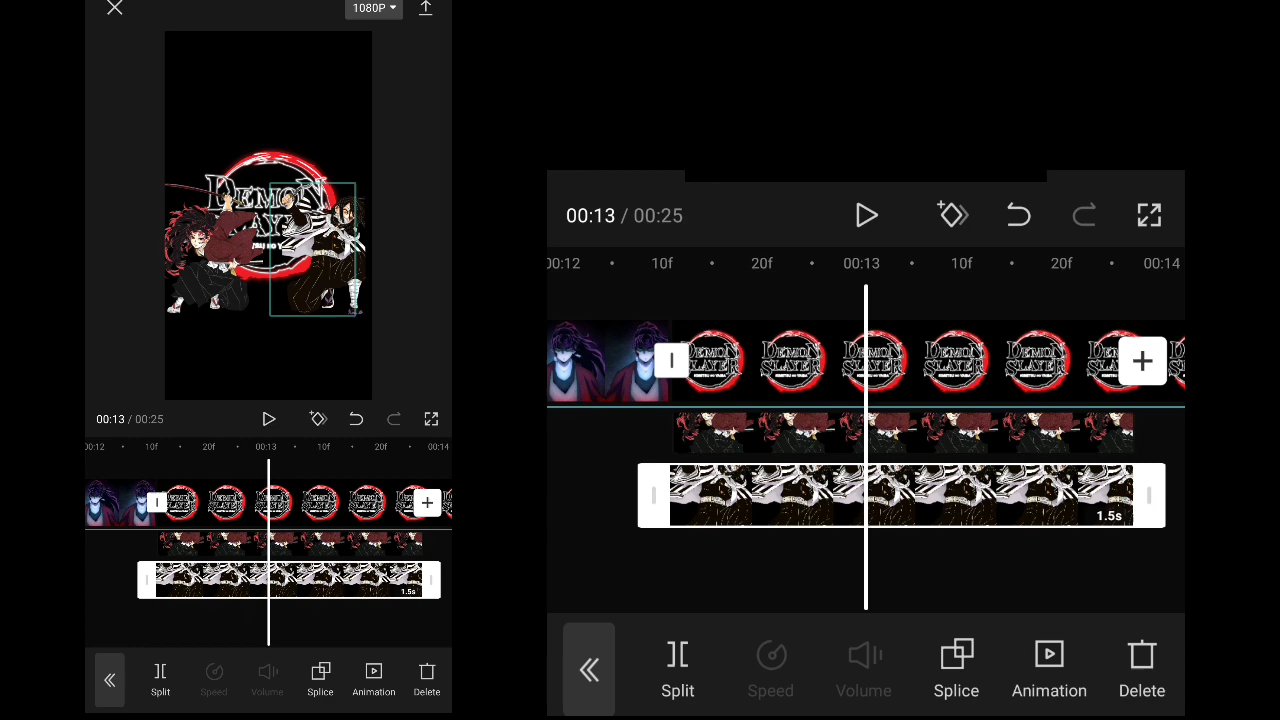 1080P
DEMON
SLAYER
00:13 / 00:25
00:12 10f 20f 00:13 10f 20f 00:14
1.5s
Split Speed Volume Splice Animation Delete
00:13 / 00:25
00:12 10f 20f 00:13 10f 20f 00:14
DEMON DEMON DEMON DEMON DEMON
SLAYER SLAYER SLAYER SLAYER SLAYER
1.5s
Split Speed Volume Splice Animation Delete